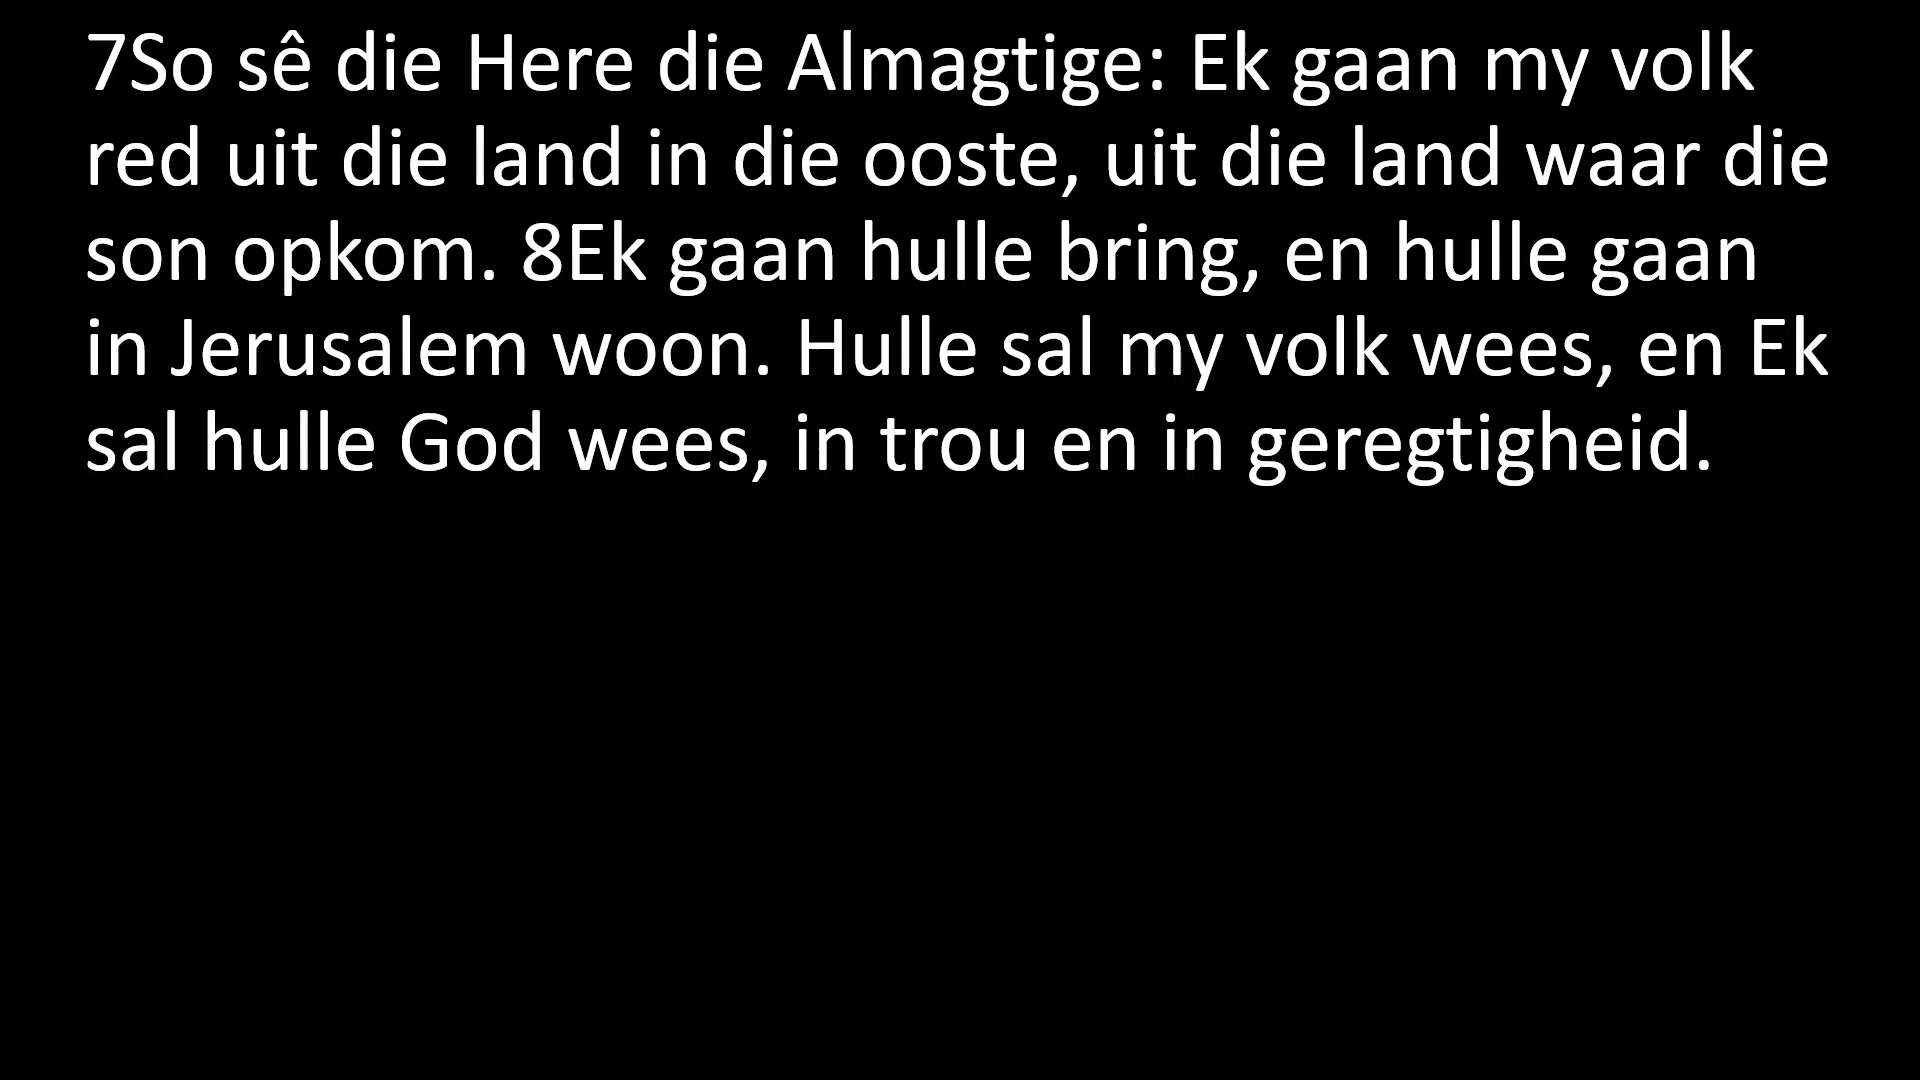 7So sê die Here die Almagtige: Ek gaan my volk
red uit die land in die ooste, uit die land waar die
son opkom. 8Ek gaan hulle bring, en hulle gaan
in Jerusalem woon. Hulle sal my volk wees, en Ek
sal hulle God wees, in trou en in geregtigheid.